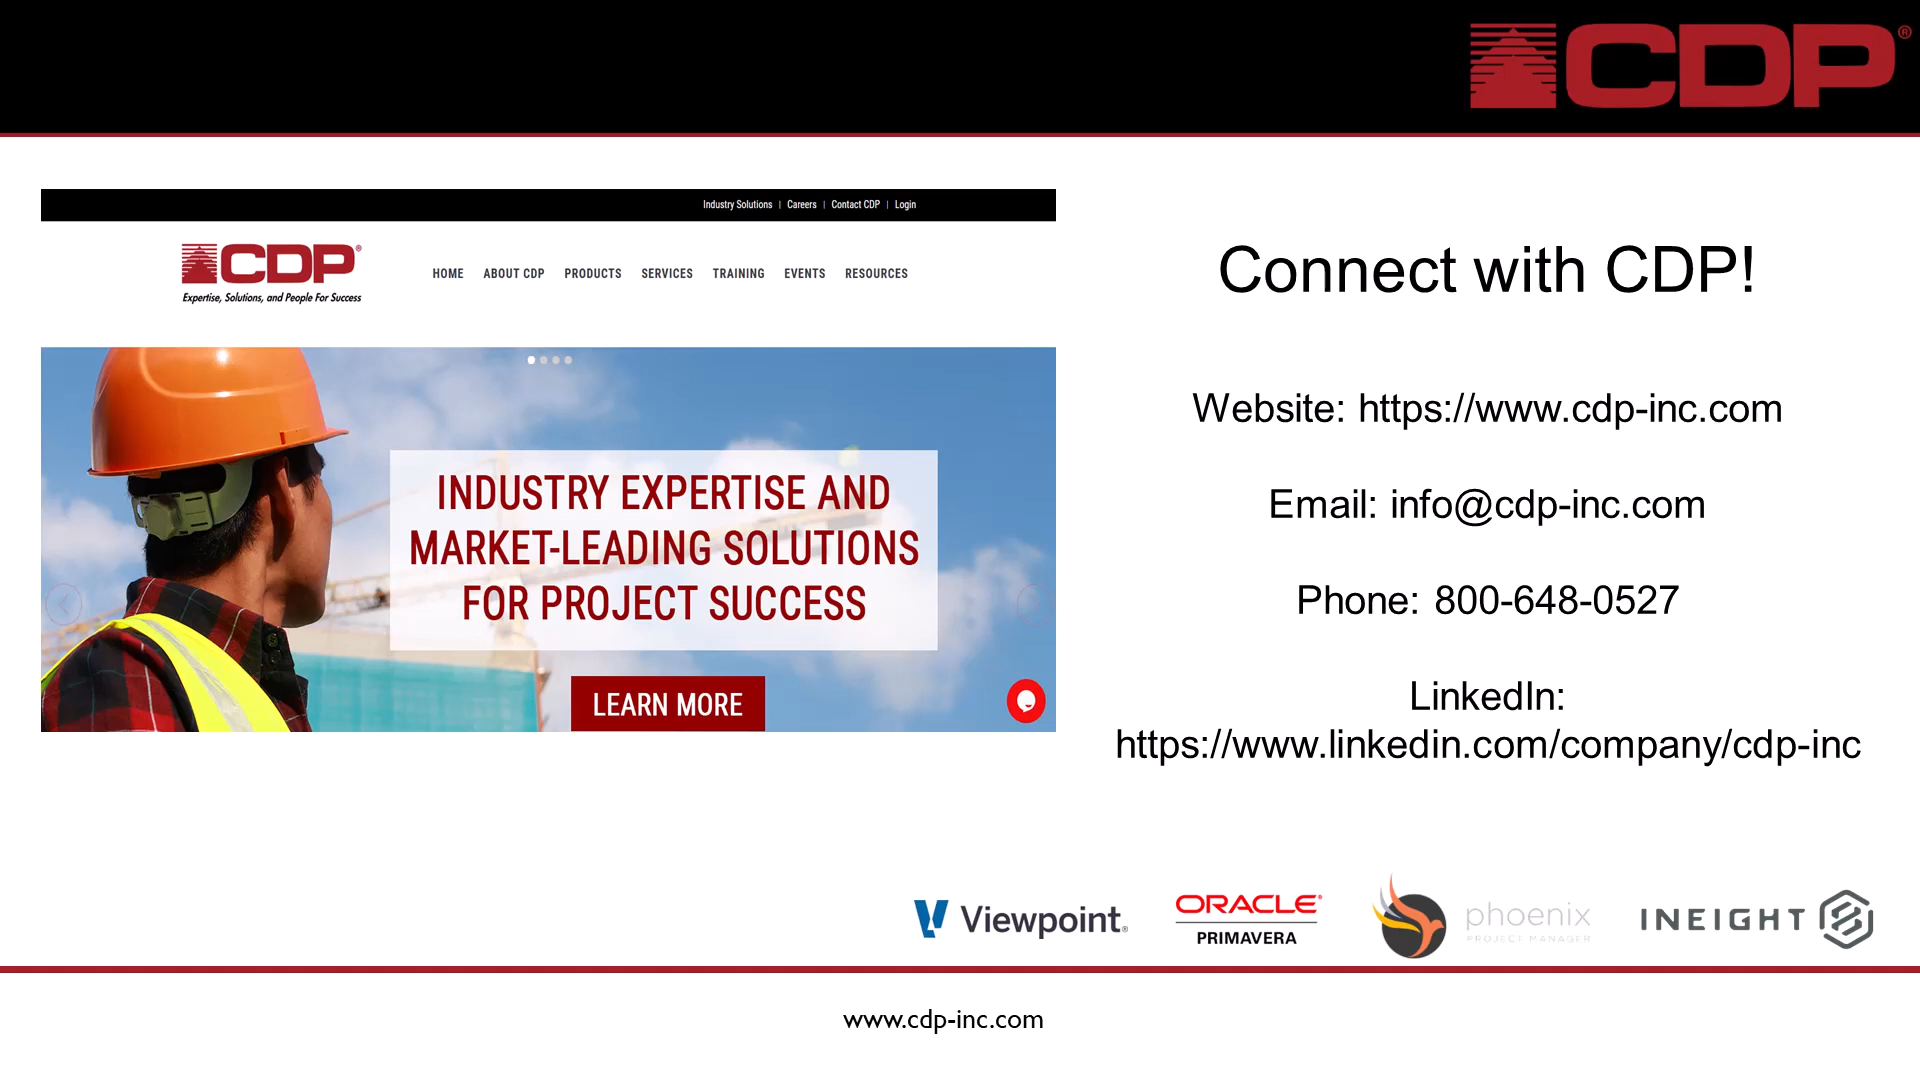 CDP®
Industry Solutions | Careers | Contact CDP | Login
CDP®
Expertise, Solutions, and People For Success
HOME ABOUT CDP PRODUCTS SERVICES TRAINING EVENTS RESOURCES
INDUSTRY EXPERTISE AND
MARKET-LEADING SOLUTIONS
FOR PROJECT SUCCESS
LEARN MORE
Connect with CDP!
Website: https://www.cdp-inc.com
Email: info@cdp-inc.com
Phone: 800-648-0527
LinkedIn:
https://www.linkedin.com/company/cdp-inc
Viewpoint®
ORACLE®
PRIMAVERA
phoenix
PROJECT MANAGER
INEIGHT
www.cdp-inc.com